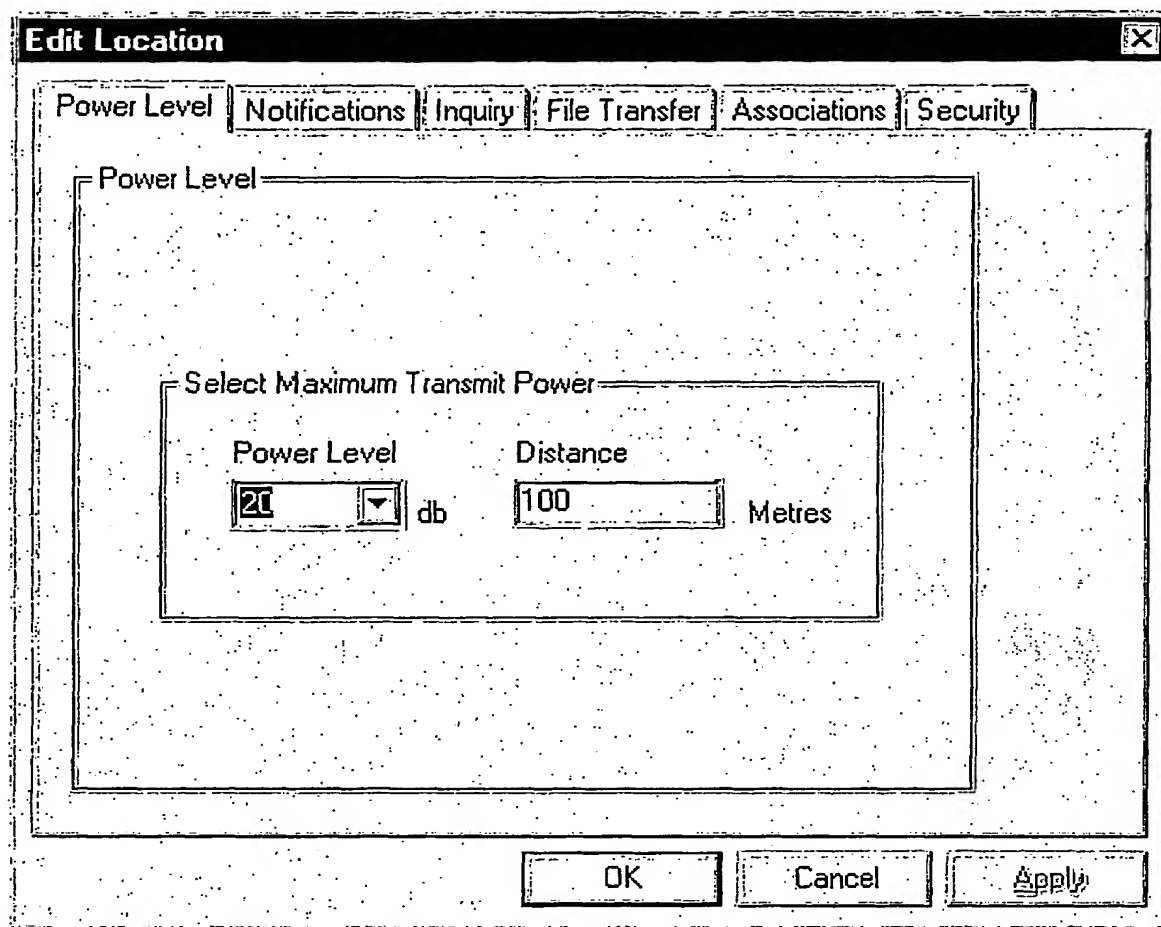 Edit Location
Power Level Notifications Inquiry File Transfer Associations Security
Power Level
Select Maximum Transmit Power
Power Level Distance
20 db 100 Metres
OK Cancel Apply